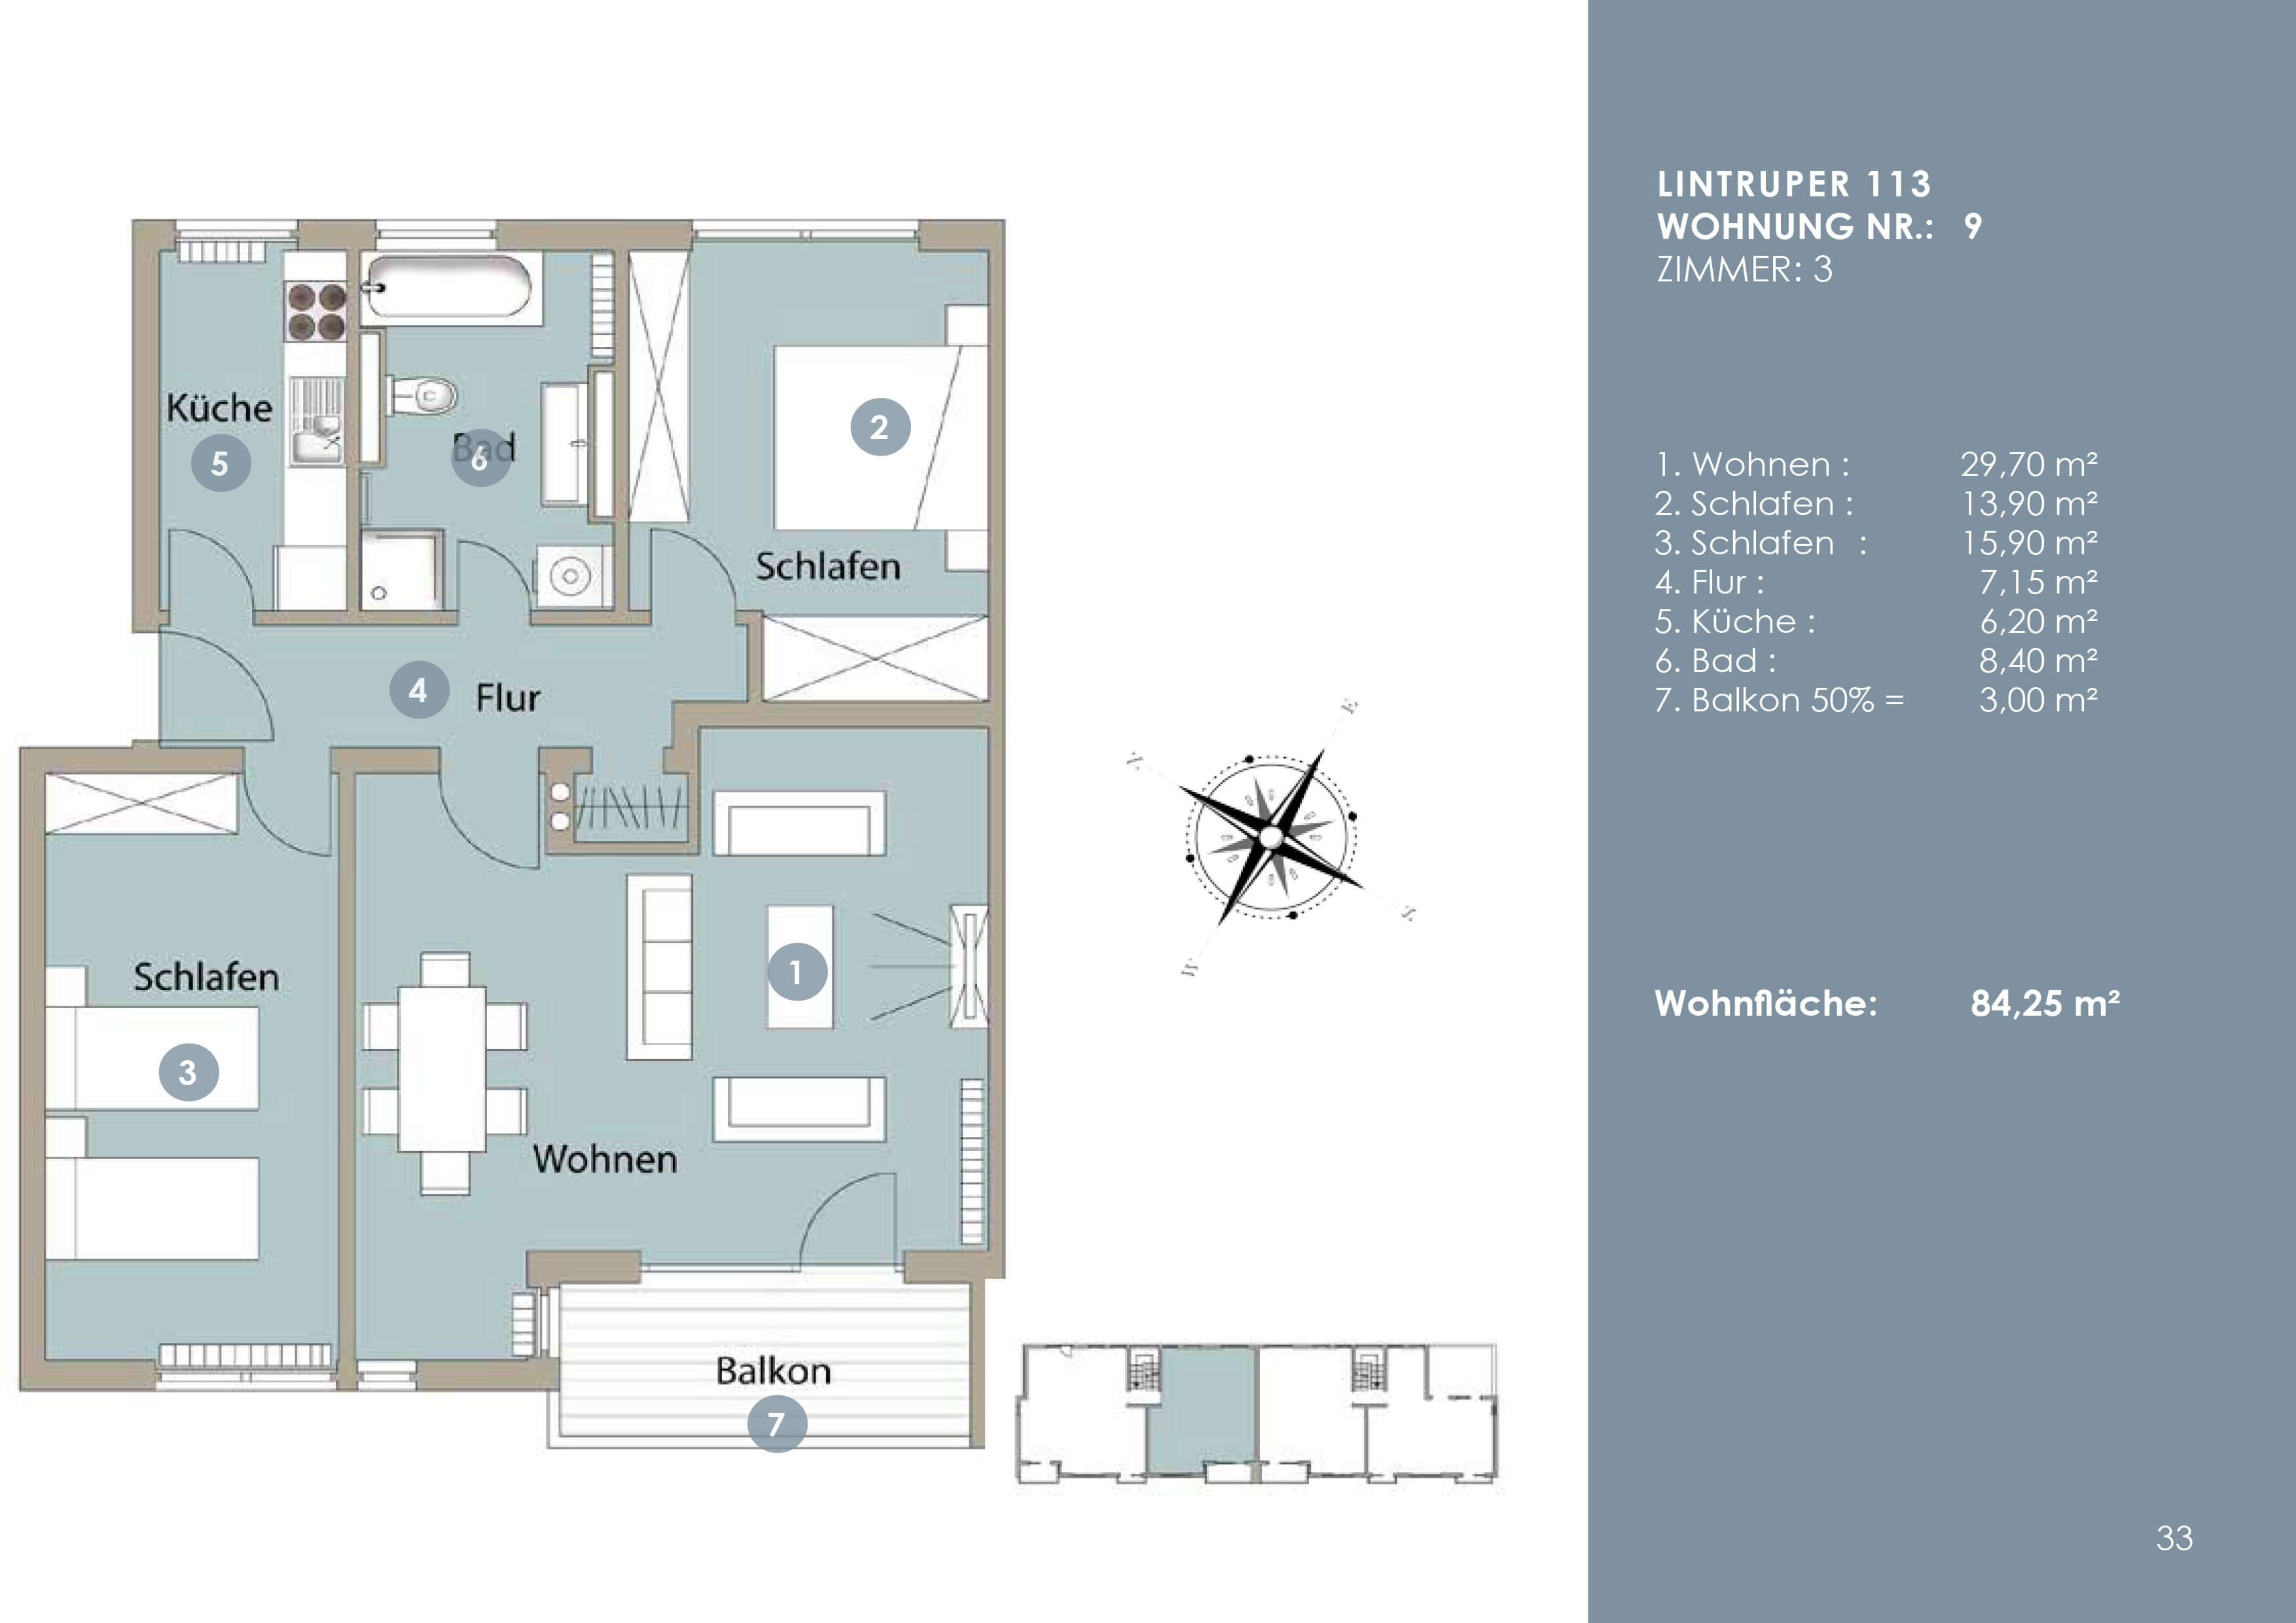 LINTRUPER 113
WOHNUNG NR.: 9
ZIMMER: 3
1. Wohnen : 29,70 m²
2. Schlafen : 13,90 m²
3. Schlafen : 15,90 m²
4. Flur : 7,15 m²
5. Küche : 6,20 m²
6. Bad : 8,40 m²
7. Balkon 50% = 3,00 m²
Wohnfläche: 84,25 m²
33
Küche
5
Bad
6
2
Schlafen
4
Flur
Schlafen
3
1
Wohnen
Balkon
7
E
N
S
W